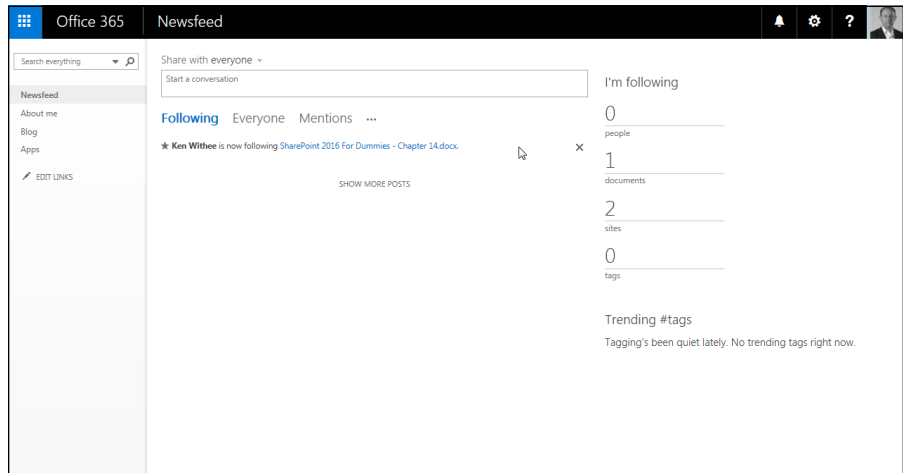 Office 365
Newsfeed
?
Search everything
Newsfeed
About me
Blog
Apps
EDIT LINKS
Share with everyone
Start a conversation
Following Everyone Mentions ...
Ken Withee is now following SharePoint 2016 For Dummies - Chapter 14.docx.
SHOW MORE POSTS
I'm following
0
people
1
documents
2
sites
0
tags
Trending #tags
Tagging's been quiet lately. No trending tags right now.